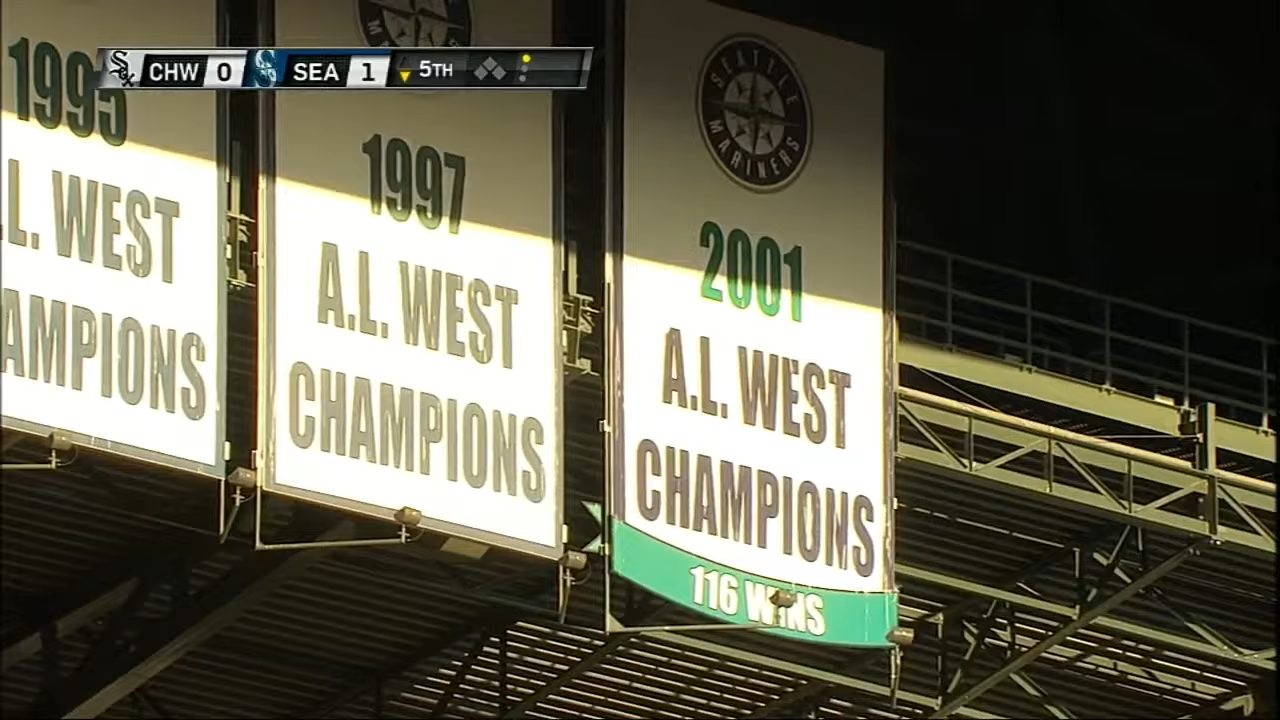 CHW 0 SEA 1 5TH
1995
A.L. WEST
CHAMPIONS
1997
A.L. WEST
CHAMPIONS
SEATTLE
MARINERS
2001
A.L. WEST
CHAMPIONS
116 WINS